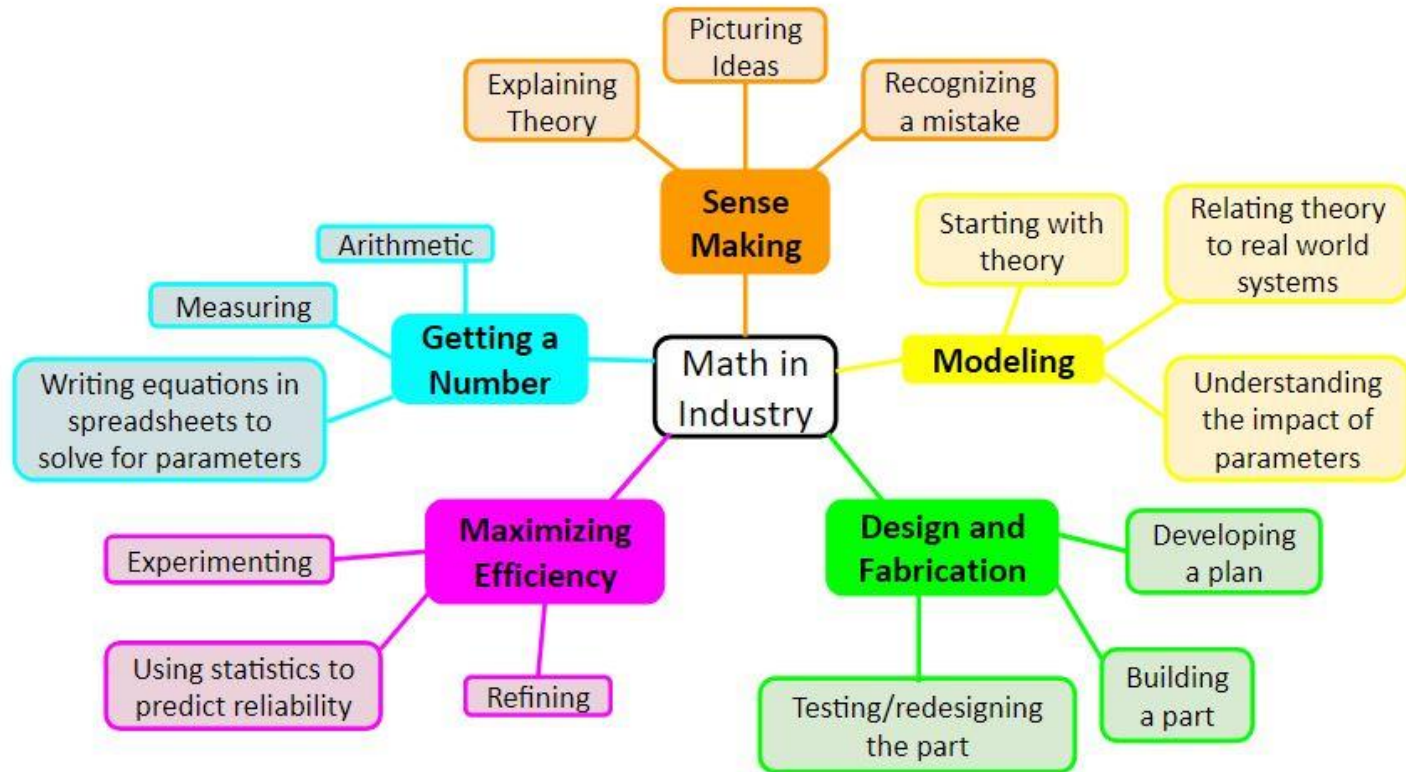 Picturing
Ideas
Explaining
Theory
Recognizing
a mistake
Sense
Making
Starting with
theory
Relating theory
to real world
systems
Arithmetic
Measuring
Getting a
Number
Writing equations in
spreadsheets to
solve for parameters
Math in
Industry
Modeling
Understanding
the impact of
parameters
Maximizing
Efficiency
Experimenting
Using statistics to
predict reliability
Refining
Design and
Fabrication
Developing
a plan
Building
a part
Testing/redesigning
the part